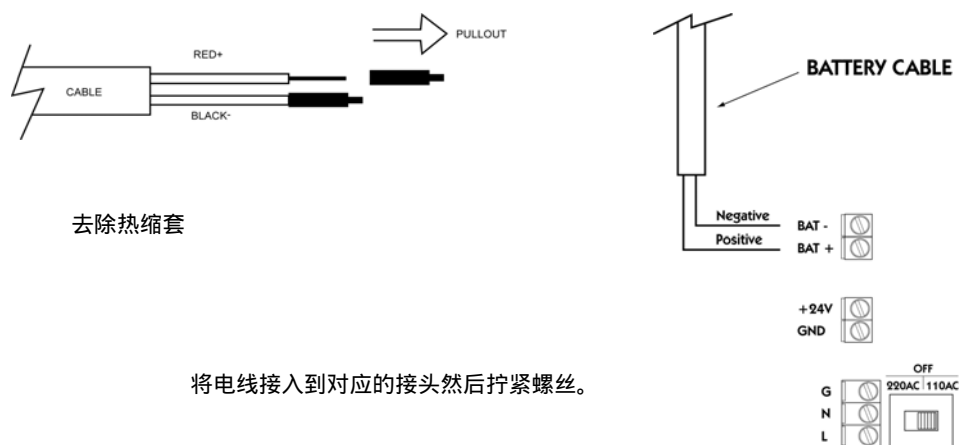 PULLOUT
RED+
CABLE
BLACK-
去除热缩套
将电线接入到对应的接头然后拧紧螺丝。
BATTERY CABLE
Negative BAT -
Positive BAT +
+24V
GND
OFF
220AC 110AC
G
N
L